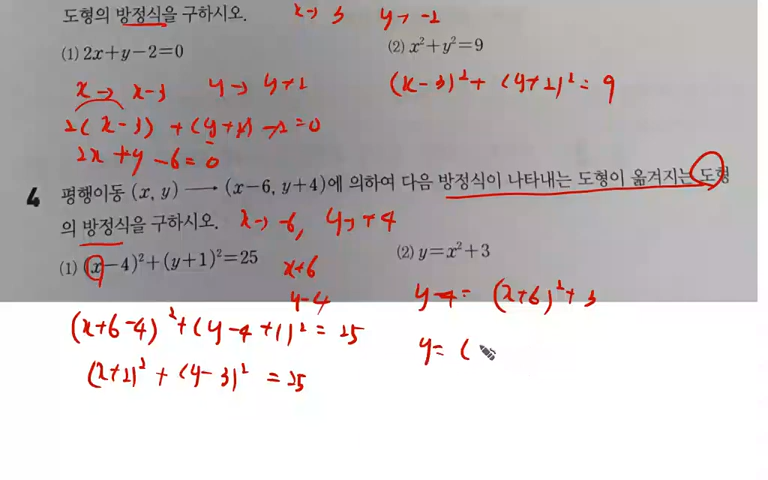 도형의 방정식을 구하시오. x→ 3 y→ -2
(1) 2x+y−2=0 (2) x²+y²=9
x→ x-3 y→ y+2 (x-3)²+(y+2)²=9
2(x-3)+(y+2)-2=0
2x+y-6=0
4 평행이동 (x, y) ⟶ (x−6, y+4)에 의하여 다음 방정식이 나타내는 도형이 옮겨지는 도형
의 방정식을 구하시오. x→ -6, y→ +4
(1) (x−4)²+(y+1)²=25 x+6 (2) y=x²+3
y-4 y-4= (x+6)²+3
(x+6-4)²+(y-4+1)²=25
y= (
(x+2)²+(y-3)²=25